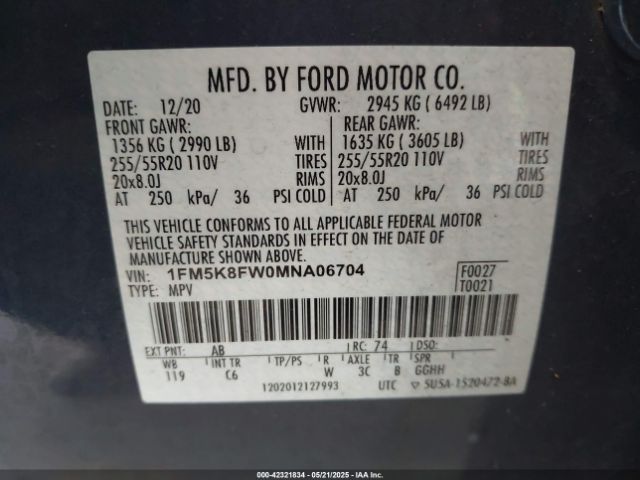 MFD. BY FORD MOTOR CO.
DATE: 12/20 GVWR: 2945 KG ( 6492 LB)
FRONT GAWR: REAR GAWR:
1356 KG ( 2990 LB) WITH 1635 KG ( 3605 LB) WITH
255/55R20 110V TIRES 255/55R20 110V TIRES
20x8.0J RIMS 20x8.0J RIMS
AT 250 kPa/ 36 PSI COLD AT 250 kPa/ 36 PSI COLD
THIS VEHICLE CONFORMS TO ALL APPLICABLE FEDERAL MOTOR
VEHICLE SAFETY STANDARDS IN EFFECT ON THE DATE OF
MANUFACTURE SHOWN ABOVE.
VIN: 1FM5K8FW0MNA06704 F0027
TYPE: MPV T0021
EXT PNT: AB RC: 74 DSO:
WB INT TR TP/PS R AXLE TR SPR
119 C6 W 3C B GGHH
1202012127993 UTC ▽ 5USA-1520472-BA
000-42321834 - 05/21/2025 - IAAI.COM